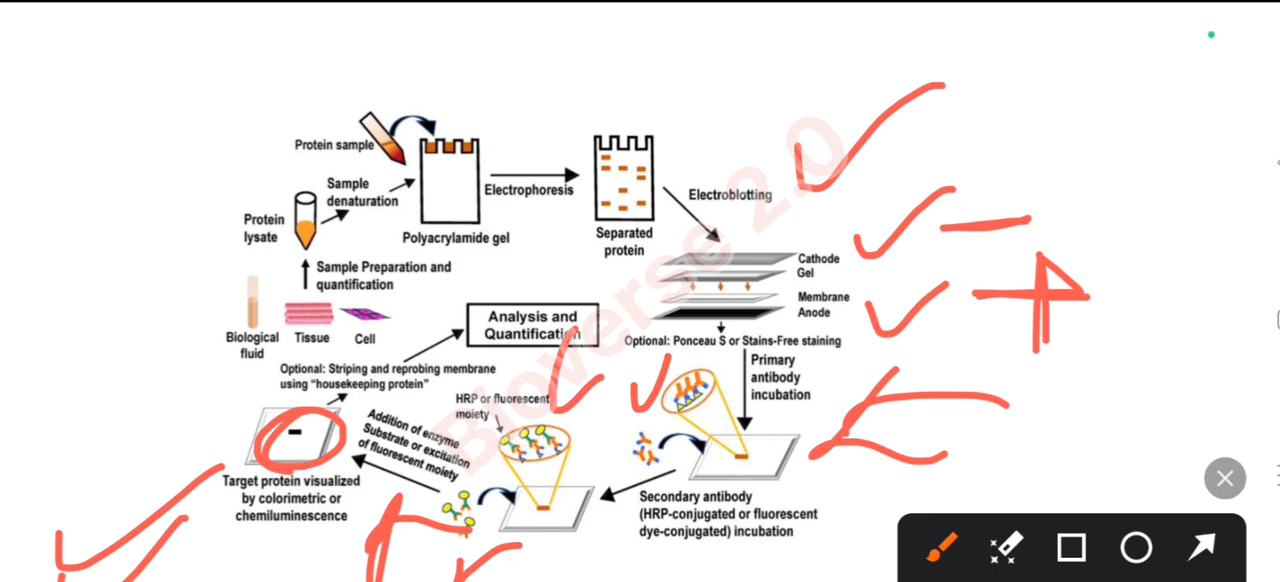 Protein sample
Sample
denaturation
Protein
lysate
Polyacrylamide gel
Electrophoresis
Separated
protein
Electroblotting
Cathode
Gel
Membrane
Anode
Sample Preparation and
quantification
Biological
fluid
Tissue
Cell
Analysis and
Quantification
Optional: Ponceau S or Stains-Free staining
Primary
antibody
incubation
Optional: Striping and reprobing membrane
using “housekeeping protein”
HRP or fluorescent
moiety
Addition of enzyme
Substrate or excitation
of fluorescent moiety
Target protein visualized
by colorimetric or
chemiluminescence
Secondary antibody
(HRP-conjugated or fluorescent
dye-conjugated) incubation
Bioverse 2.0